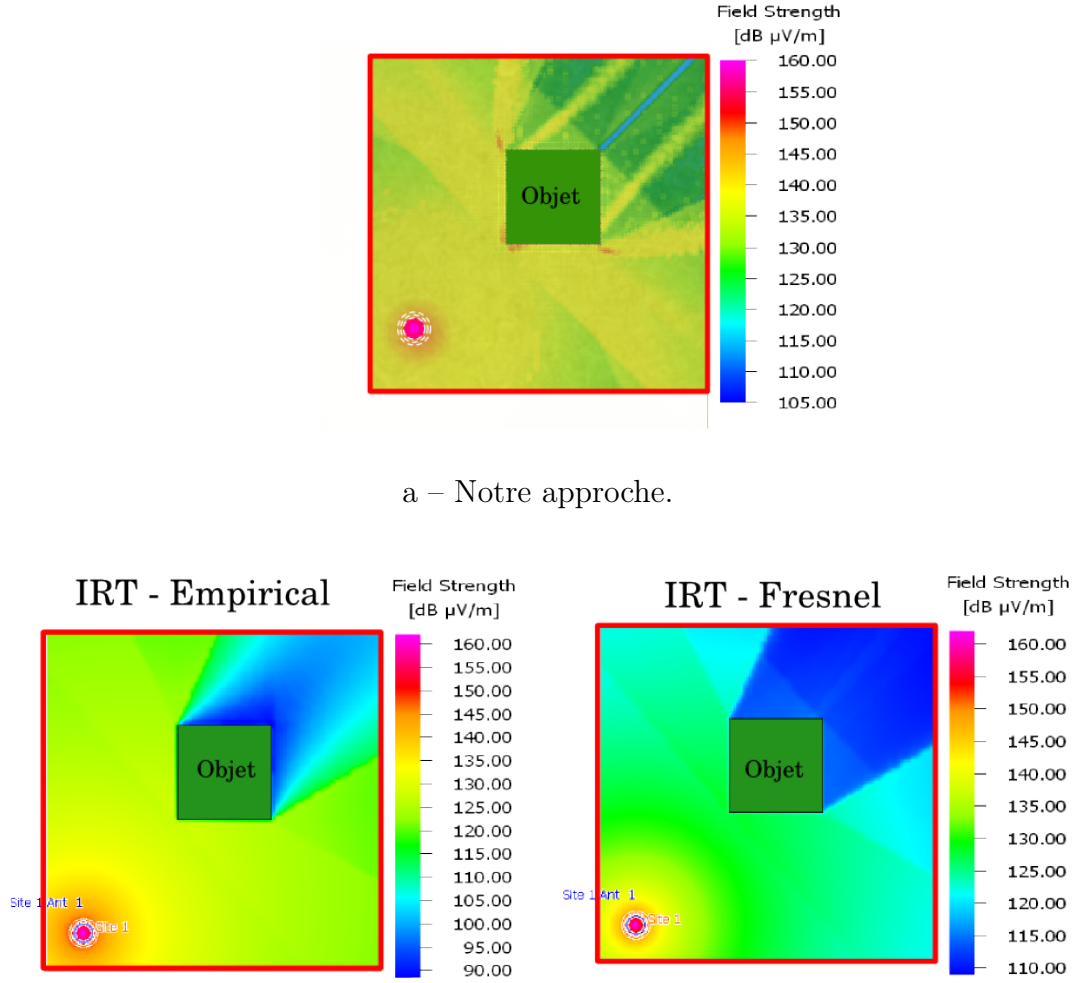 Field Strength
[dB µV/m]
160.00
155.00
150.00
145.00
140.00
135.00
130.00
125.00
120.00
115.00
110.00
105.00
Objet
a – Notre approche.
IRT - Empirical
Field Strength
[dB µV/m]
160.00
155.00
150.00
145.00
140.00
135.00
130.00
125.00
120.00
115.00
110.00
105.00
100.00
95.00
90.00
Objet
Site 1 Ant 1
Site 1
IRT - Fresnel
Field Strength
[dB µV/m]
160.00
155.00
150.00
145.00
140.00
135.00
130.00
125.00
120.00
115.00
110.00
Objet
Site 1 Ant 1
Site 1